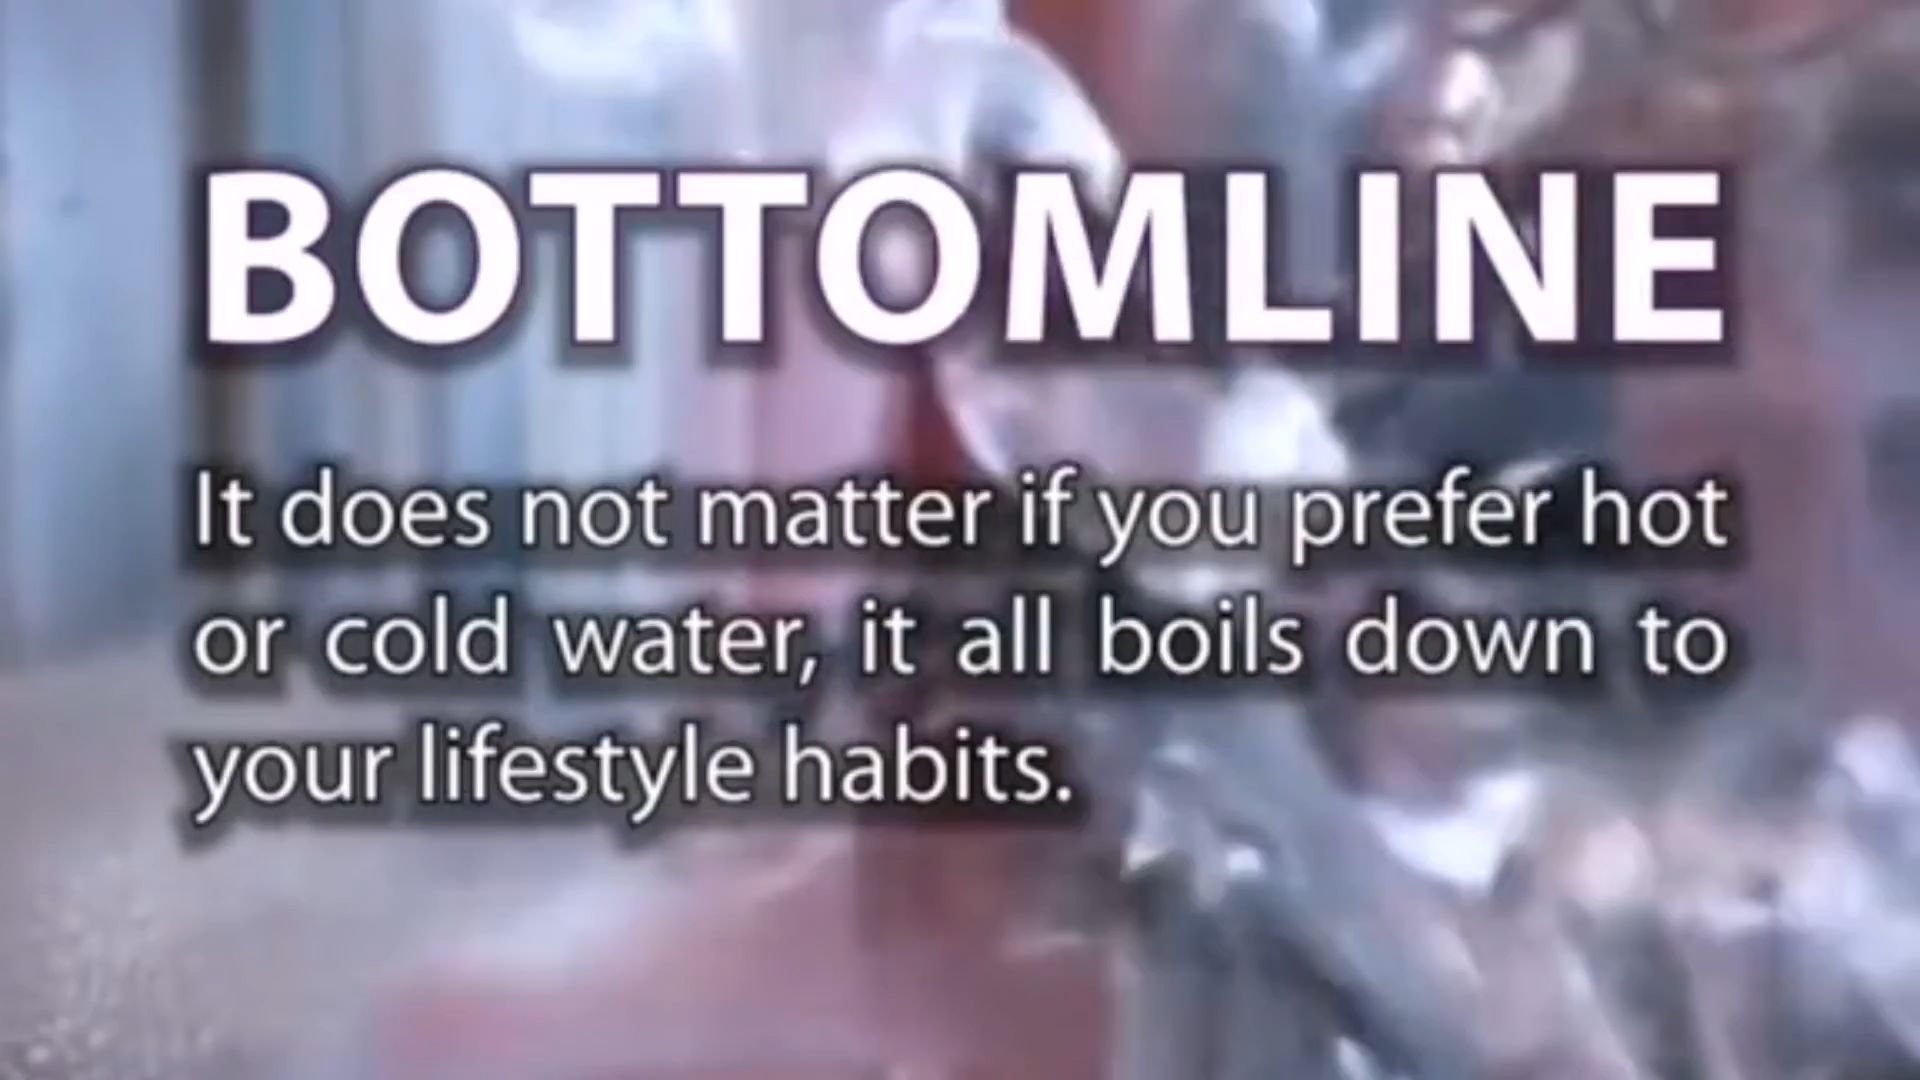 BOTTOMLINE
It does not matter if you prefer hot
or cold water, it all boils down to
your lifestyle habits.